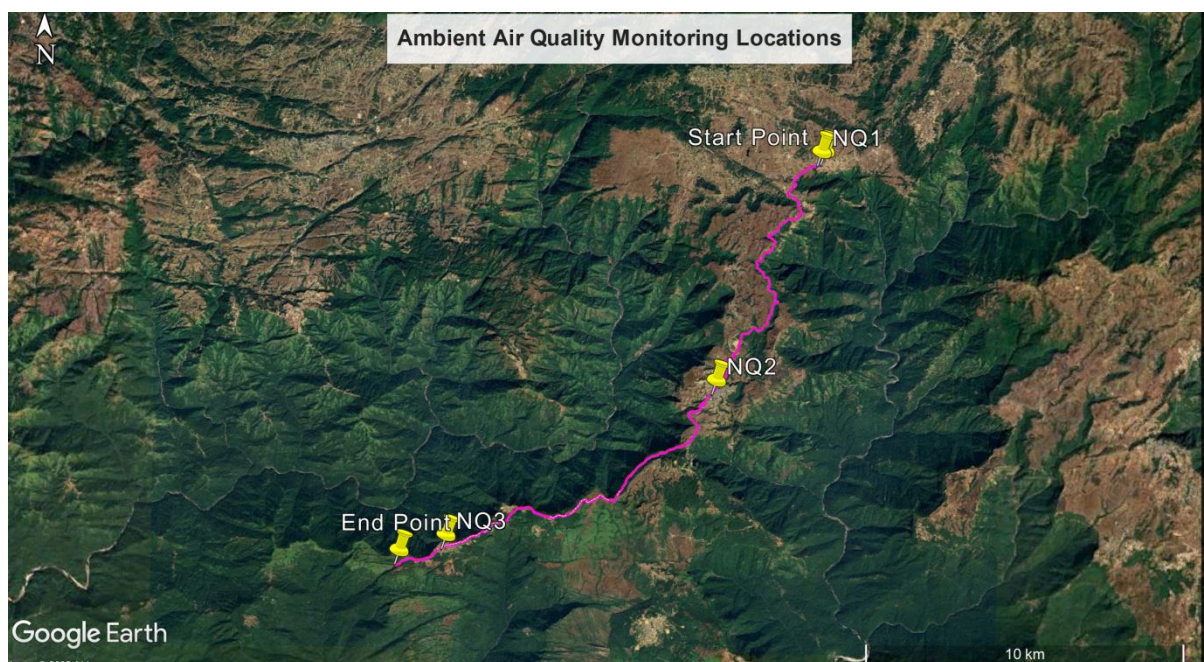 Ambient Air Quality Monitoring Locations
N
Start Point NQ1
NQ2
End Point NQ3
Google Earth
10 km